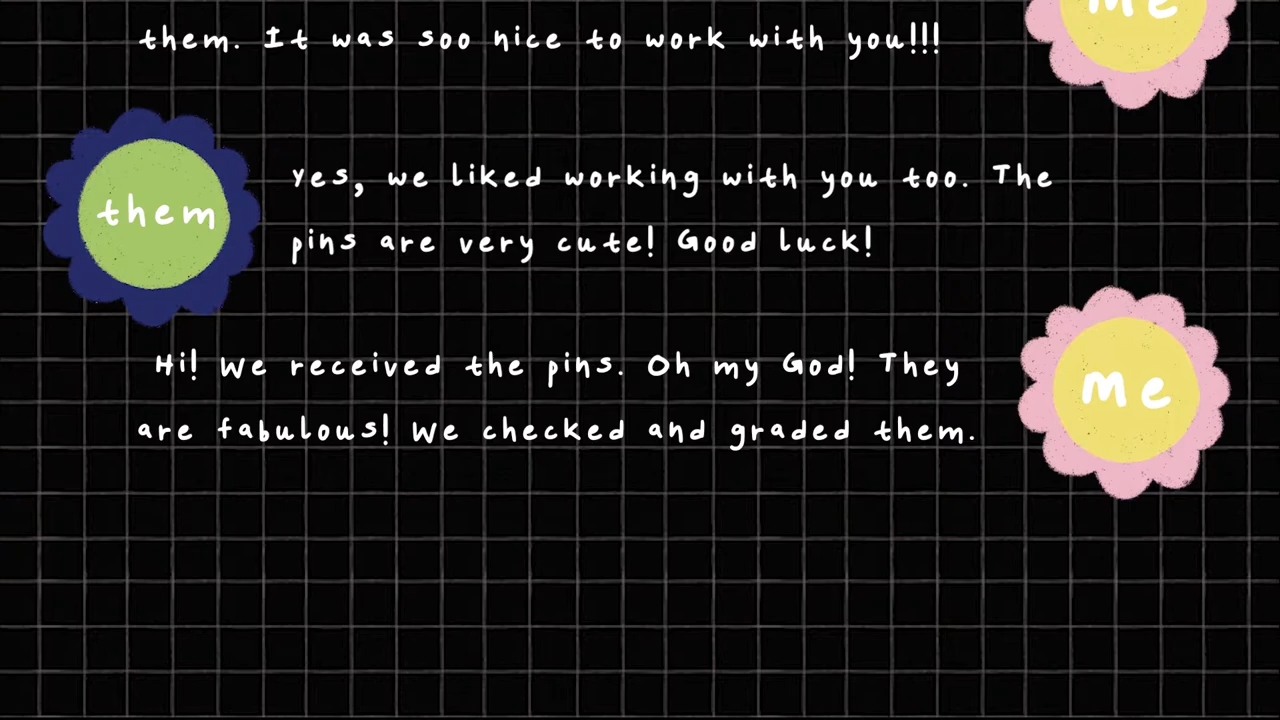 Me
them. It was soo nice to work with you!!!
them
yes, we liked working with you too. The
pins are very cute! Good luck!
Hi! We received the pins. Oh my God! They
are fabulous! We checked and graded them.
Me